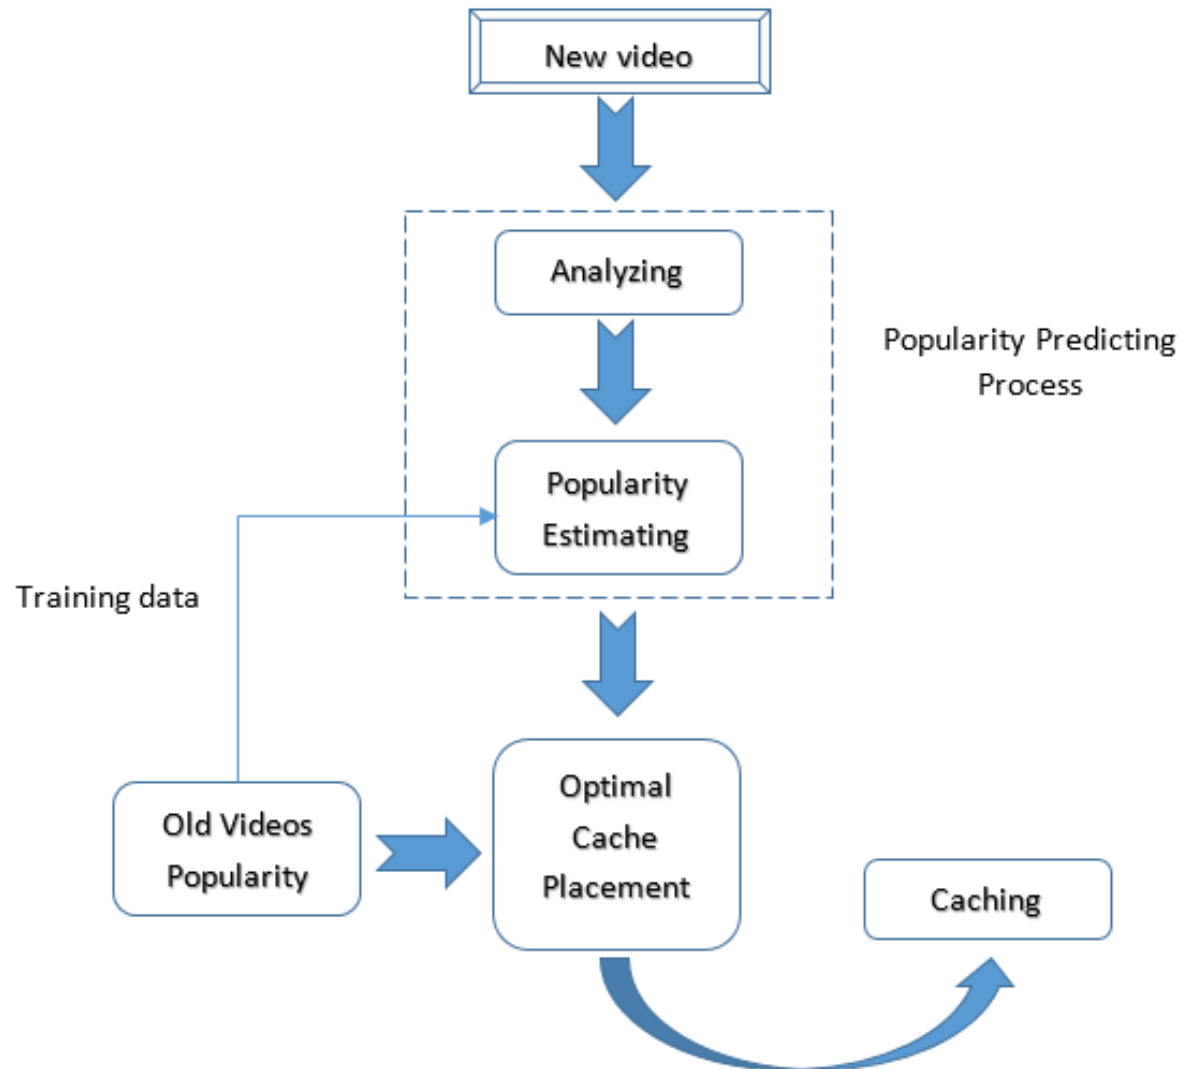 New video
Analyzing
Popularity Predicting
Process
Popularity
Estimating
Training data
Optimal
Cache
Placement
Old Videos
Popularity
Caching